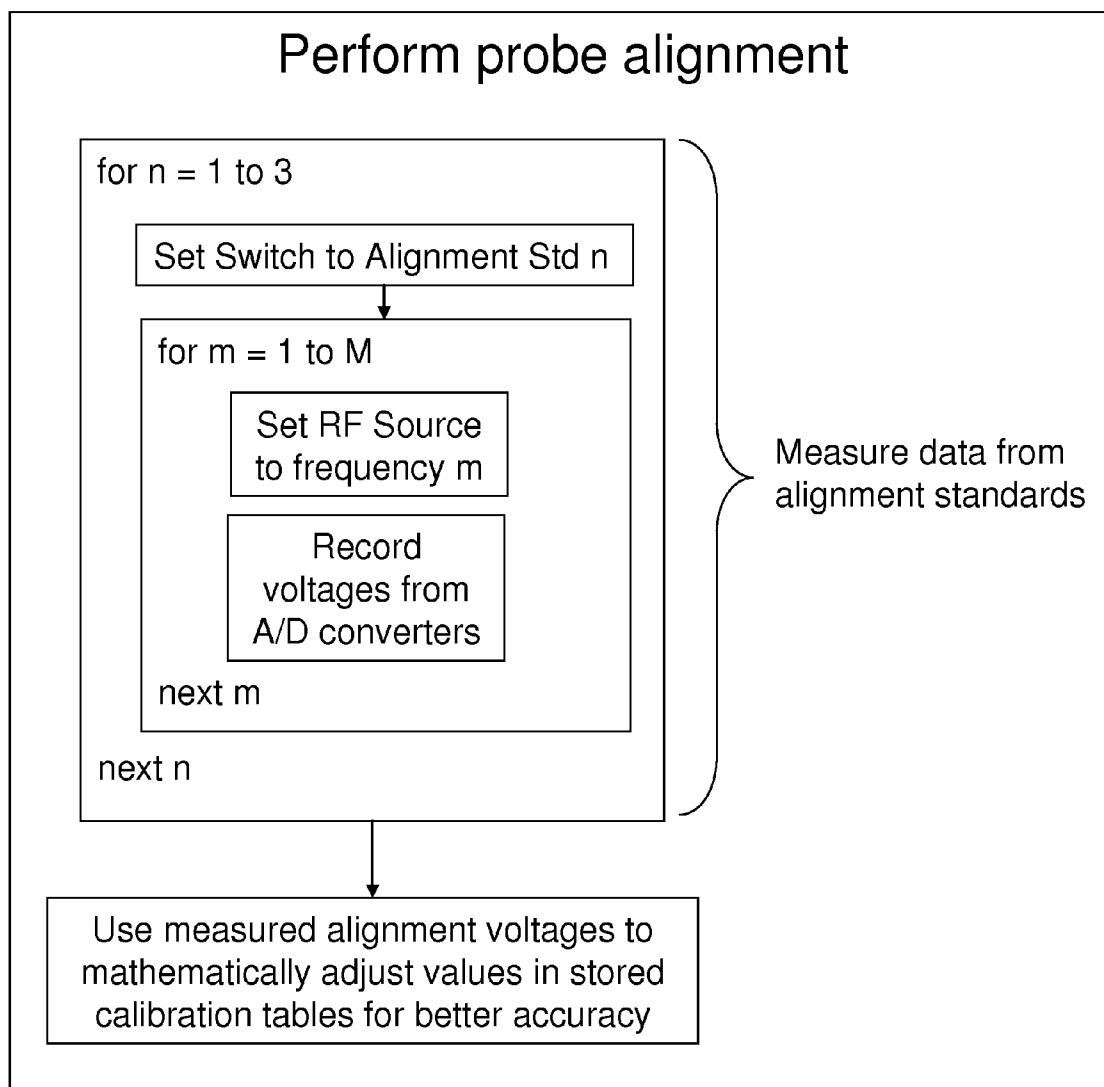 Perform probe alignment
for n = 1 to 3
Set Switch to Alignment Std n
for m = 1 to M
Set RF Source
to frequency m
Record
voltages from
A/D converters
next m
next n
Measure data from
alignment standards
Use measured alignment voltages to
mathematically adjust values in stored
calibration tables for better accuracy